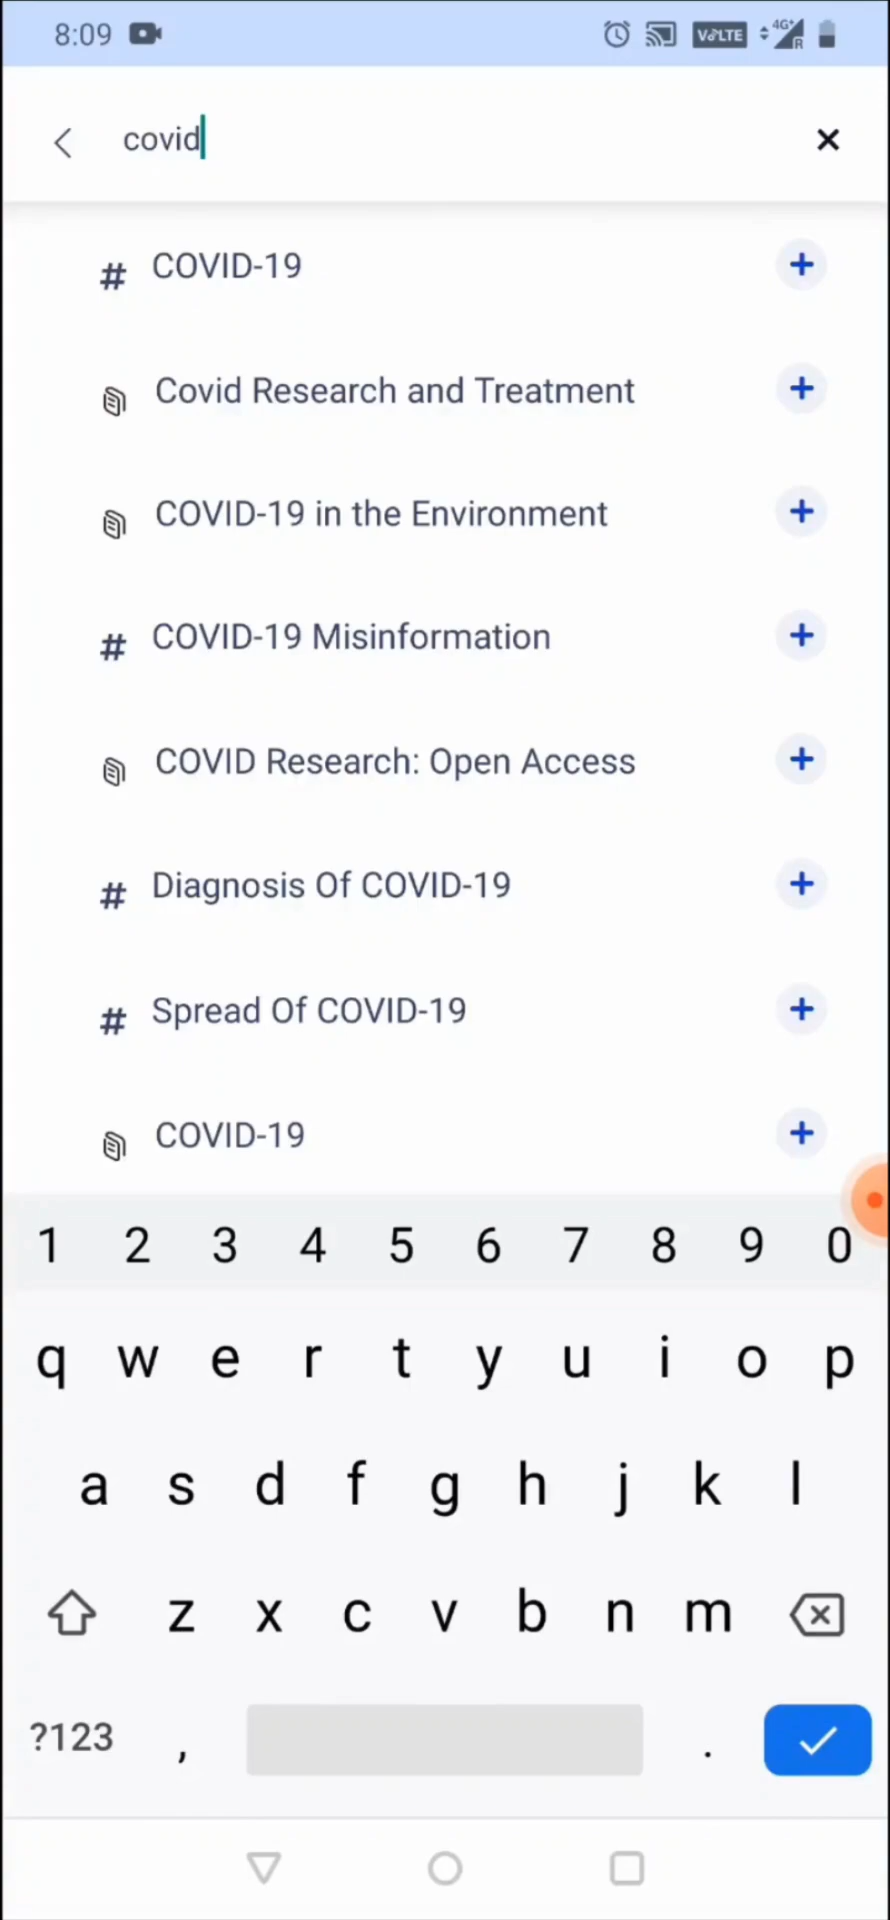 8:09 VoLTE 4G+ R
covid
# COVID-19 +
Covid Research and Treatment +
COVID-19 in the Environment +
# COVID-19 Misinformation +
COVID Research: Open Access +
# Diagnosis Of COVID-19 +
# Spread Of COVID-19 +
COVID-19 +
1 2 3 4 5 6 7 8 9 0
q w e r t y u i o p
a s d f g h j k l
z x c v b n m
?123 , .